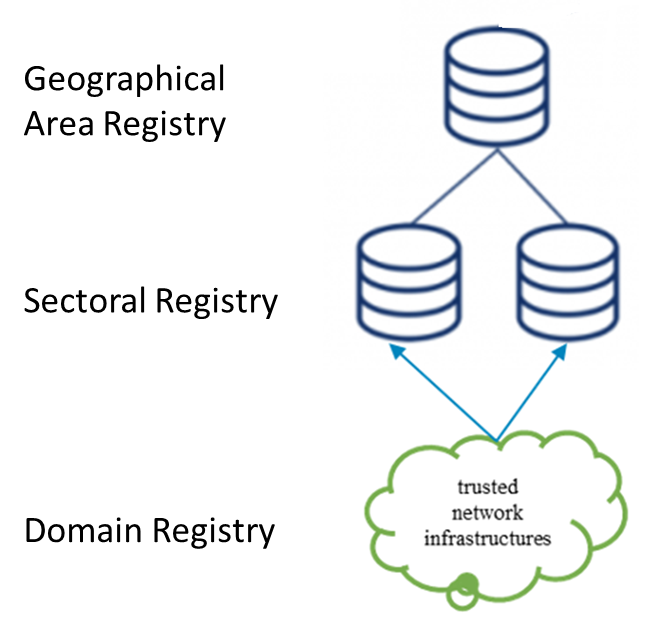 Geographical
Area Registry
Sectoral Registry
Domain Registry
trusted
network
infrastructures